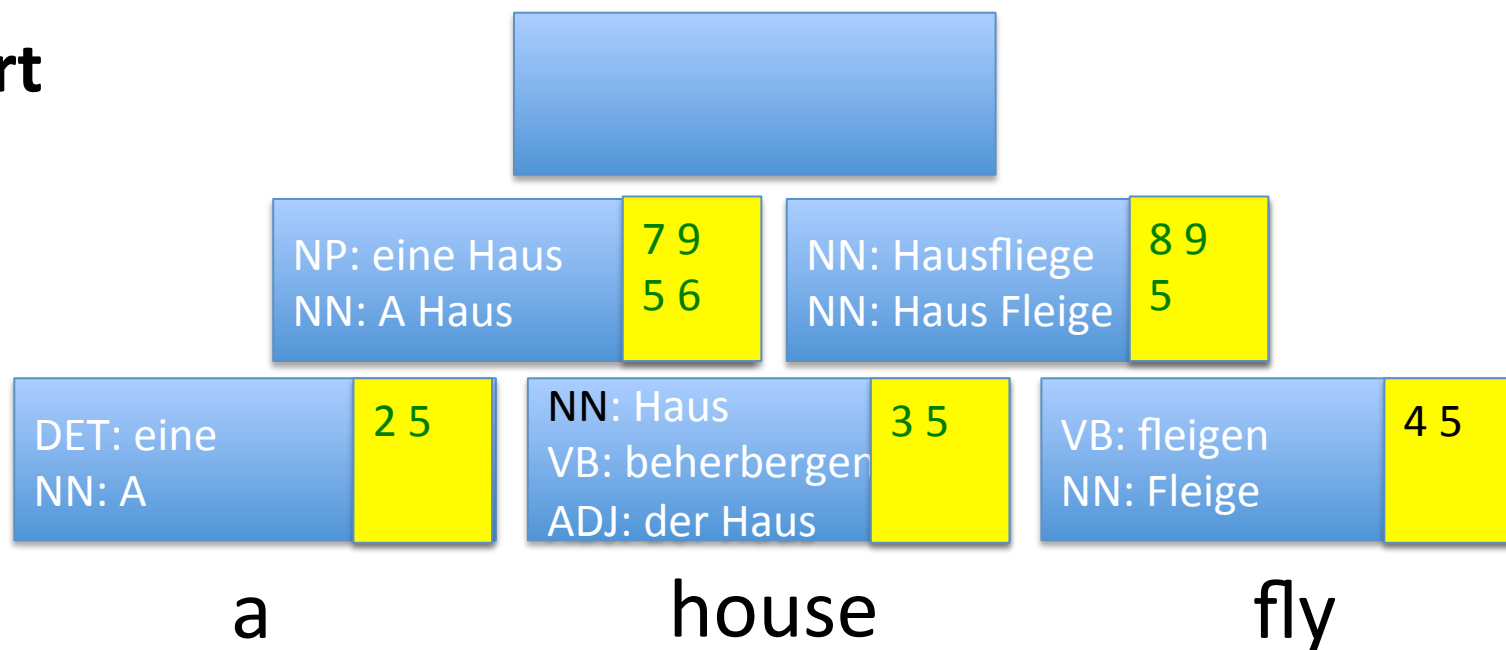 rt
NP: eine Haus
NN: A Haus
7 9
5 6
NN: Hausfliege
NN: Haus Fleige
8 9
5
DET: eine
NN: A
2 5
NN: Haus
VB: beherbergen
ADJ: der Haus
3 5
VB: fleigen
NN: Fleige
4 5
a
house
fly